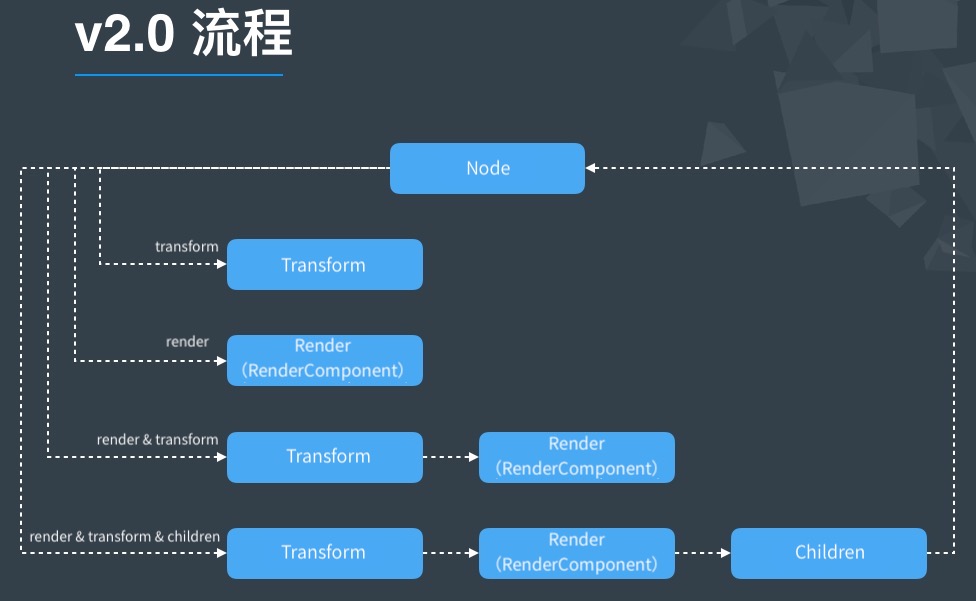 v2.0 流程
Node
transform
Transform
render
Render
（RenderComponent）
render & transform
Transform
Render
（RenderComponent）
render & transform & children
Transform
Render
（RenderComponent）
Children